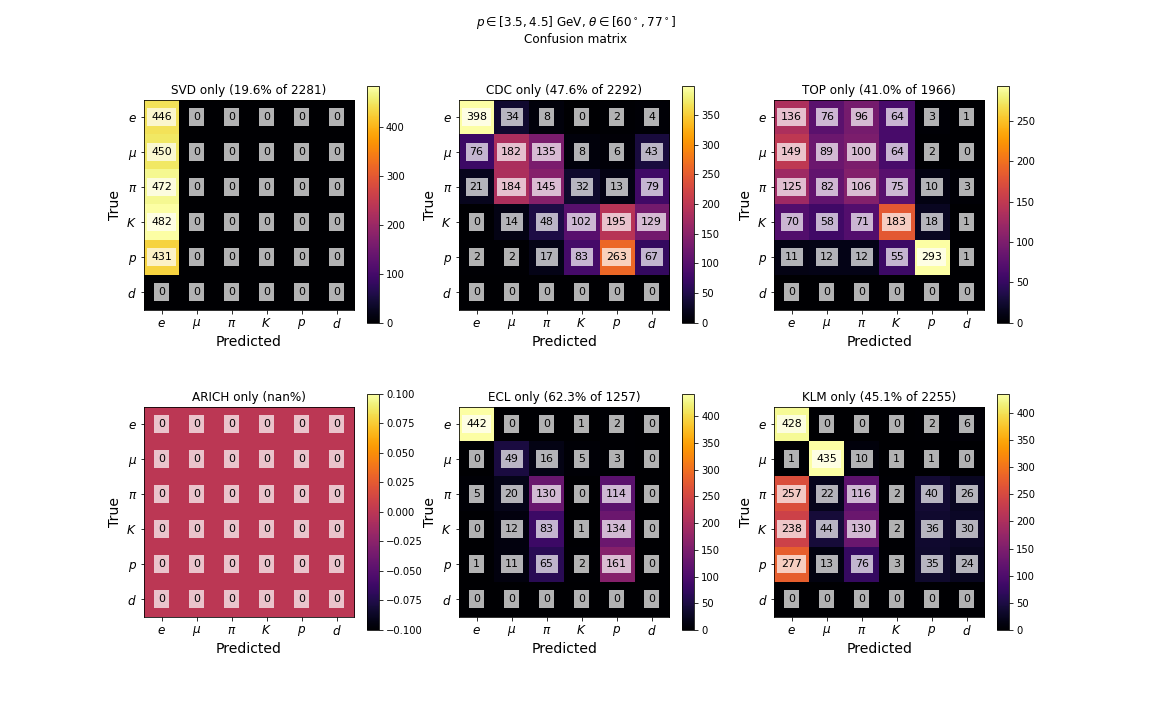 p ∈ [3.5, 4.5] GeV, θ ∈ [60°, 77°]
Confusion matrix
SVD only (19.6% of 2281)
True
e 446 0 0 0 0 0
μ 450 0 0 0 0 0
π 472 0 0 0 0 0
K 482 0 0 0 0 0
p 431 0 0 0 0 0
d 0 0 0 0 0 0
e μ π K p d
Predicted
400
300
200
100
0
CDC only (47.6% of 2292)
True
e 398 34 8 0 2 4
μ 76 182 135 8 6 43
π 21 184 145 32 13 79
K 0 14 48 102 195 129
p 2 2 17 83 263 67
d 0 0 0 0 0 0
e μ π K p d
Predicted
350
300
250
200
150
100
50
0
TOP only (41.0% of 1966)
True
e 136 76 96 64 3 1
μ 149 89 100 64 2 0
π 125 82 106 75 10 3
K 70 58 71 183 18 1
p 11 12 12 55 293 1
d 0 0 0 0 0 0
e μ π K p d
Predicted
250
200
150
100
50
0
ARICH only (nan%)
True
e 0 0 0 0 0 0
μ 0 0 0 0 0 0
π 0 0 0 0 0 0
K 0 0 0 0 0 0
p 0 0 0 0 0 0
d 0 0 0 0 0 0
e μ π K p d
Predicted
0.100
0.075
0.050
0.025
0.000
−0.025
−0.050
−0.075
−0.100
ECL only (62.3% of 1257)
True
e 442 0 0 1 2 0
μ 0 49 16 5 3 0
π 5 20 130 0 114 0
K 0 12 83 1 134 0
p 1 11 65 2 161 0
d 0 0 0 0 0 0
e μ π K p d
Predicted
400
350
300
250
200
150
100
50
0
KLM only (45.1% of 2255)
True
e 428 0 0 0 2 6
μ 1 435 10 1 1 0
π 257 22 116 2 40 26
K 238 44 130 2 36 30
p 277 13 76 3 35 24
d 0 0 0 0 0 0
e μ π K p d
Predicted
400
350
300
250
200
150
100
50
0